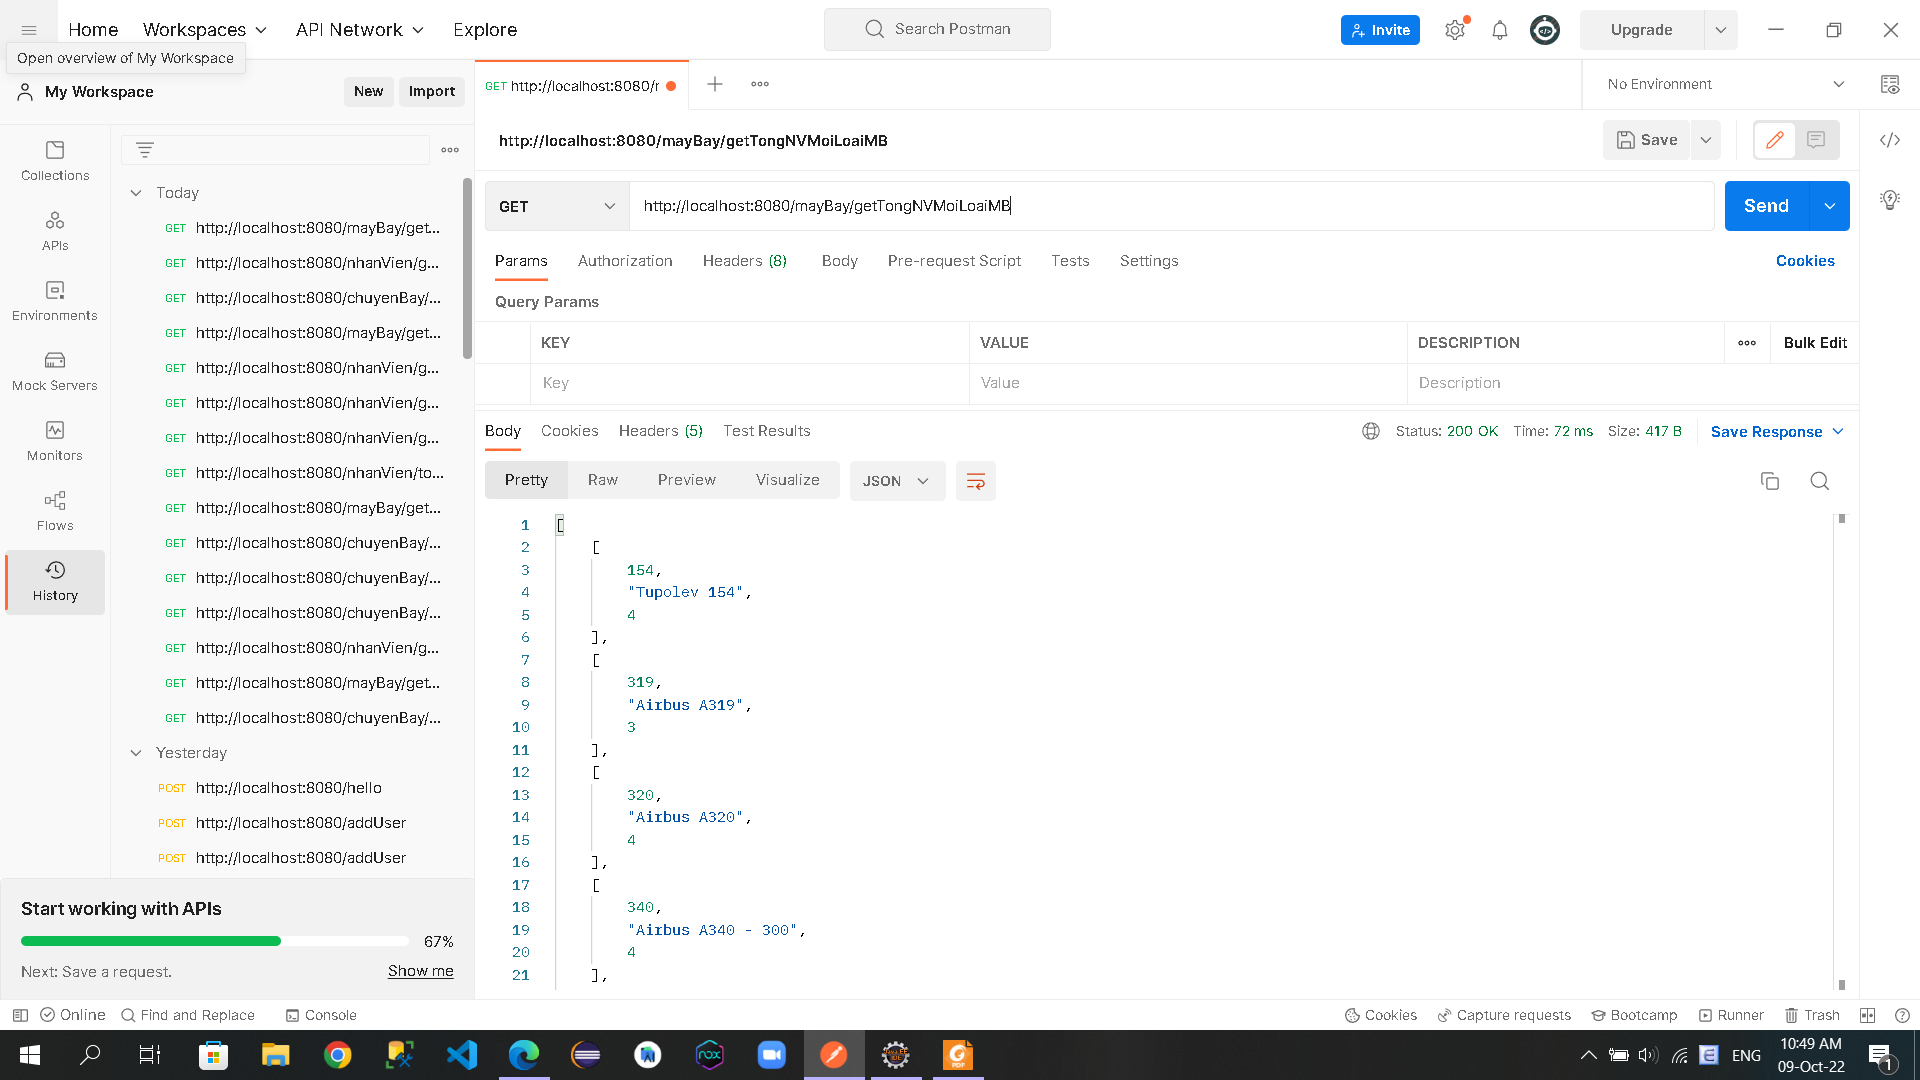 Home
Workspaces
API Network
Explore
Search Postman
Invite
Upgrade
Open overview of My Workspace
My Workspace
New
Import
GET http://localhost:8080/r
No Environment
http://localhost:8080/mayBay/getTongNVMoiLoaiMB
Save
GET
http://localhost:8080/mayBay/getTongNVMoiLoaiMB
Send
Params
Authorization
Headers (8)
Body
Pre-request Script
Tests
Settings
Cookies
Query Params
KEY
VALUE
DESCRIPTION
Bulk Edit
Key
Value
Description
Body
Cookies
Headers (5)
Test Results
Status: 200 OK
Time: 72 ms
Size: 417 B
Save Response
Pretty
Raw
Preview
Visualize
JSON
1 [
2 [
3 154,
4 "Tupolev 154",
5 4
6 ],
7 [
8 319,
9 "Airbus A319",
10 3
11 ],
12 [
13 320,
14 "Airbus A320",
15 4
16 ],
17 [
18 340,
19 "Airbus A340 - 300",
20 4
21 ],
Collections
APIs
Environments
Mock Servers
Monitors
Flows
History
Today
GET http://localhost:8080/mayBay/get...
GET http://localhost:8080/nhanVien/g...
GET http://localhost:8080/chuyenBay/...
GET http://localhost:8080/mayBay/get...
GET http://localhost:8080/nhanVien/g...
GET http://localhost:8080/nhanVien/g...
GET http://localhost:8080/nhanVien/g...
GET http://localhost:8080/nhanVien/to...
GET http://localhost:8080/mayBay/get...
GET http://localhost:8080/chuyenBay/...
GET http://localhost:8080/chuyenBay/...
GET http://localhost:8080/chuyenBay/...
GET http://localhost:8080/nhanVien/g...
GET http://localhost:8080/mayBay/get...
GET http://localhost:8080/chuyenBay/...
Yesterday
POST http://localhost:8080/hello
POST http://localhost:8080/addUser
POST http://localhost:8080/addUser
Start working with APIs
67%
Next: Save a request.
Show me
Online
Find and Replace
Console
Cookies
Capture requests
Bootcamp
Runner
Trash
nox
PDF
ENG
10:49 AM
09-Oct-22
1